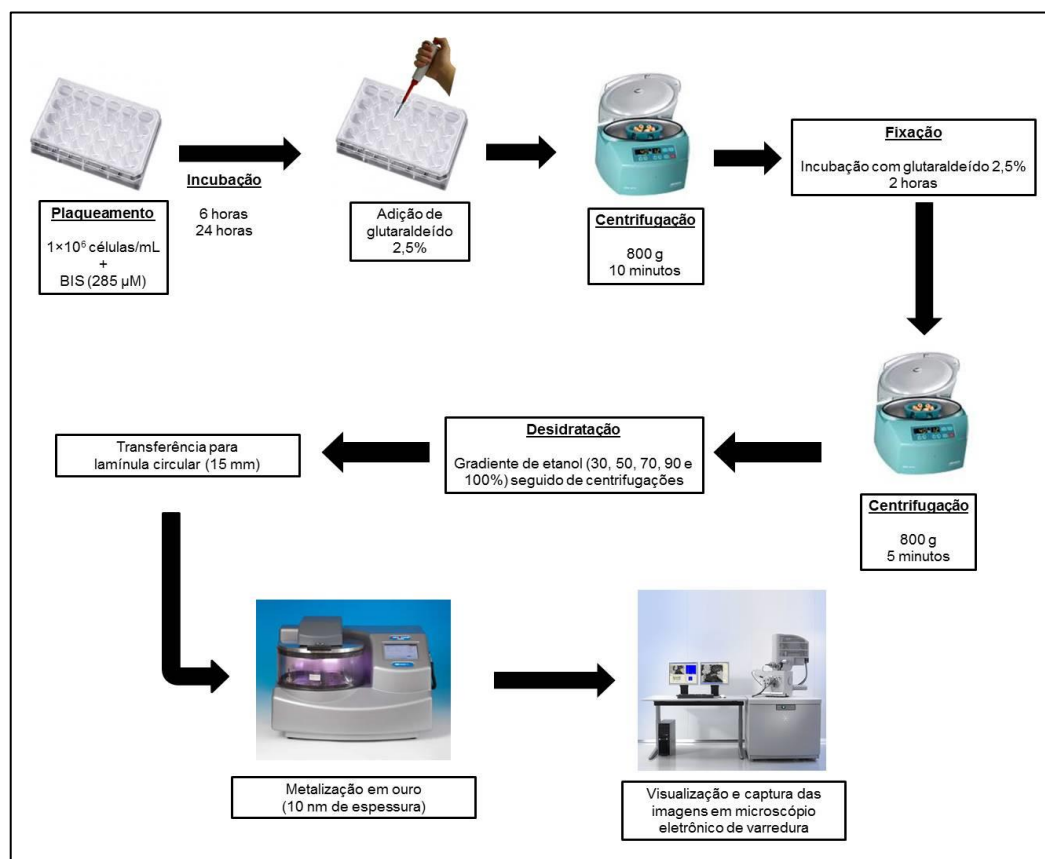 Plaqueamento
1×10⁶ células/mL
+
BIS (285 µM)
Incubação
6 horas
24 horas
Adição de
glutaraldeído
2,5%
Centrifugação
800 g
10 minutos
Fixação
Incubação com glutaraldeído 2,5%
2 horas
Centrifugação
800 g
5 minutos
Desidratação
Gradiente de etanol (30, 50, 70, 90 e
100%) seguido de centrifugações
Transferência para
lamínula circular (15 mm)
Metalização em ouro
(10 nm de espessura)
Visualização e captura das
imagens em microscópio
eletrônico de varredura